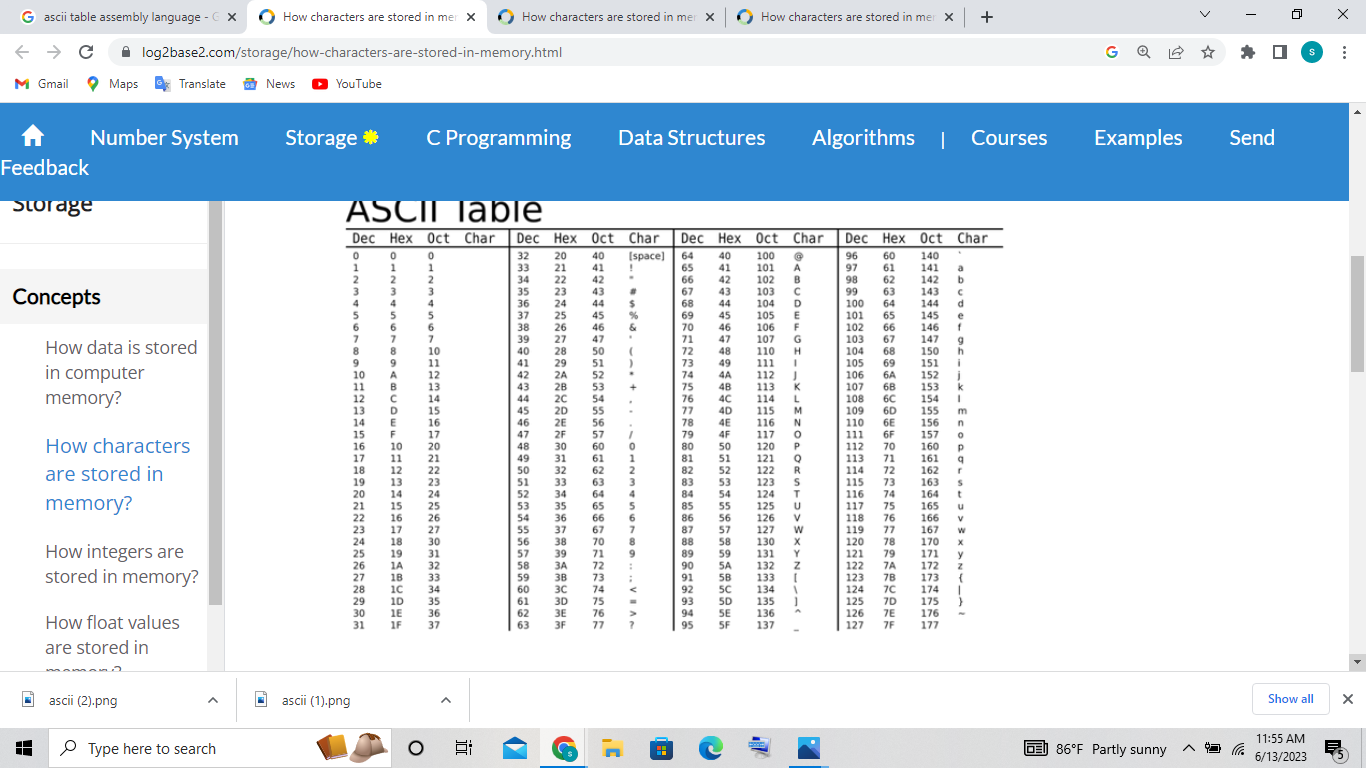 ascii table assembly language - G
How characters are stored in mer
How characters are stored in mer
How characters are stored in mer
log2base2.com/storage/how-characters-are-stored-in-memory.html
S
Gmail Maps Translate News YouTube
Number System Storage C Programming Data Structures Algorithms | Courses Examples Send
Feedback
Storage
Concepts
How data is stored
in computer
memory?
How characters
are stored in
memory?
How integers are
stored in memory?
How float values
are stored in
memory?
ASCII Table
Dec Hex Oct Char Dec Hex Oct Char Dec Hex Oct Char Dec Hex Oct Char
0 0 0 32 20 40 [space] 64 40 100 @ 96 60 140 `
1 1 1 33 21 41 ! 65 41 101 A 97 61 141 a
2 2 2 34 22 42 " 66 42 102 B 98 62 142 b
3 3 3 35 23 43 # 67 43 103 C 99 63 143 c
4 4 4 36 24 44 $ 68 44 104 D 100 64 144 d
5 5 5 37 25 45 % 69 45 105 E 101 65 145 e
6 6 6 38 26 46 & 70 46 106 F 102 66 146 f
7 7 7 39 27 47 ' 71 47 107 G 103 67 147 g
8 8 10 40 28 50 ( 72 48 110 H 104 68 150 h
9 9 11 41 29 51 ) 73 49 111 I 105 69 151 i
10 A 12 42 2A 52 * 74 4A 112 J 106 6A 152 j
11 B 13 43 2B 53 + 75 4B 113 K 107 6B 153 k
12 C 14 44 2C 54 , 76 4C 114 L 108 6C 154 l
13 D 15 45 2D 55 - 77 4D 115 M 109 6D 155 m
14 E 16 46 2E 56 . 78 4E 116 N 110 6E 156 n
15 F 17 47 2F 57 / 79 4F 117 O 111 6F 157 o
16 10 20 48 30 60 0 80 50 120 P 112 70 160 p
17 11 21 49 31 61 1 81 51 121 Q 113 71 161 q
18 12 22 50 32 62 2 82 52 122 R 114 72 162 r
19 13 23 51 33 63 3 83 53 123 S 115 73 163 s
20 14 24 52 34 64 4 84 54 124 T 116 74 164 t
21 15 25 53 35 65 5 85 55 125 U 117 75 165 u
22 16 26 54 36 66 6 86 56 126 V 118 76 166 v
23 17 27 55 37 67 7 87 57 127 W 119 77 167 w
24 18 30 56 38 70 8 88 58 130 X 120 78 170 x
25 19 31 57 39 71 9 89 59 131 Y 121 79 171 y
26 1A 32 58 3A 72 : 90 5A 132 Z 122 7A 172 z
27 1B 33 59 3B 73 ; 91 5B 133 [ 123 7B 173 {
28 1C 34 60 3C 74 < 92 5C 134 \ 124 7C 174 |
29 1D 35 61 3D 75 = 93 5D 135 ] 125 7D 175 }
30 1E 36 62 3E 76 > 94 5E 136 ^ 126 7E 176 ~
31 1F 37 63 3F 77 ? 95 5F 137 _ 127 7F 177
ascii (2).png
ascii (1).png
Show all
Type here to search
86°F Partly sunny
11:55 AM
6/13/2023
5